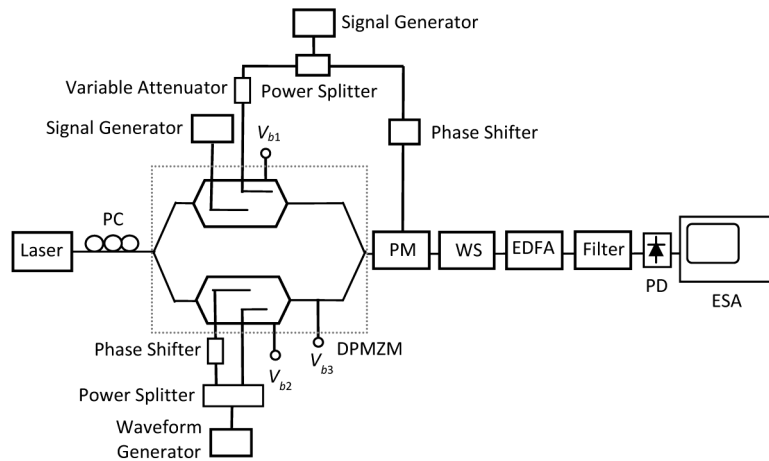 Signal Generator
Variable Attenuator
Power Splitter
Signal Generator
V_b1
Phase Shifter
PC
Laser
PM
WS
EDFA
Filter
PD
ESA
Phase Shifter
V_b2
V_b3
DPMZM
Power Splitter
Waveform
Generator